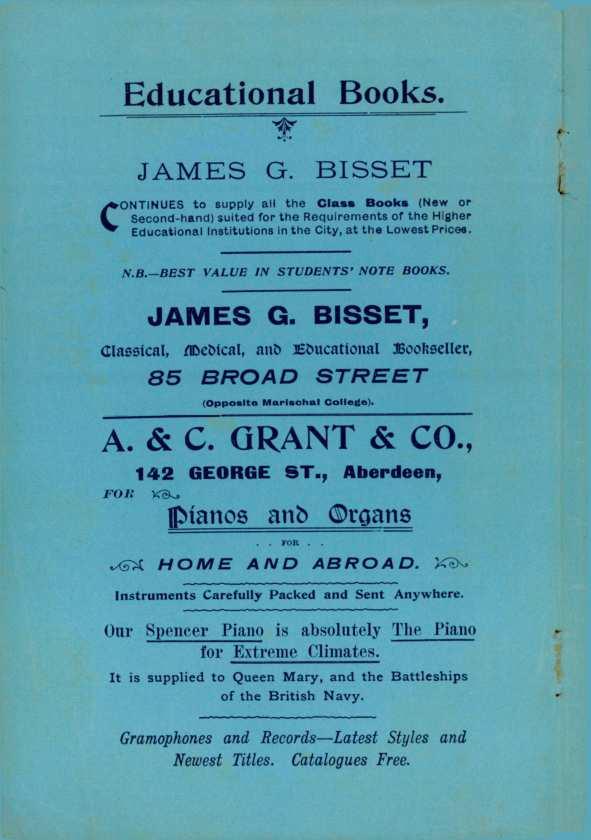 Educational Books.
JAMES G. BISSET
CONTINUES to supply all the Class Books (New or
Second-hand) suited for the Requirements of the Higher
Educational Institutions in the City, at the Lowest Prices.
N.B.—BEST VALUE IN STUDENTS' NOTE BOOKS.
JAMES G. BISSET,
Classical, Medical, and Educational Bookseller,
85 BROAD STREET
(Opposite Marischal College).
A. & C. GRANT & CO.,
142 GEORGE ST., Aberdeen,
FOR
Pianos and Organs
. . FOR . .
HOME AND ABROAD.
Instruments Carefully Packed and Sent Anywhere.
Our Spencer Piano is absolutely The Piano
for Extreme Climates.
It is supplied to Queen Mary, and the Battleships
of the British Navy.
Gramophones and Records—Latest Styles and
Newest Titles. Catalogues Free.